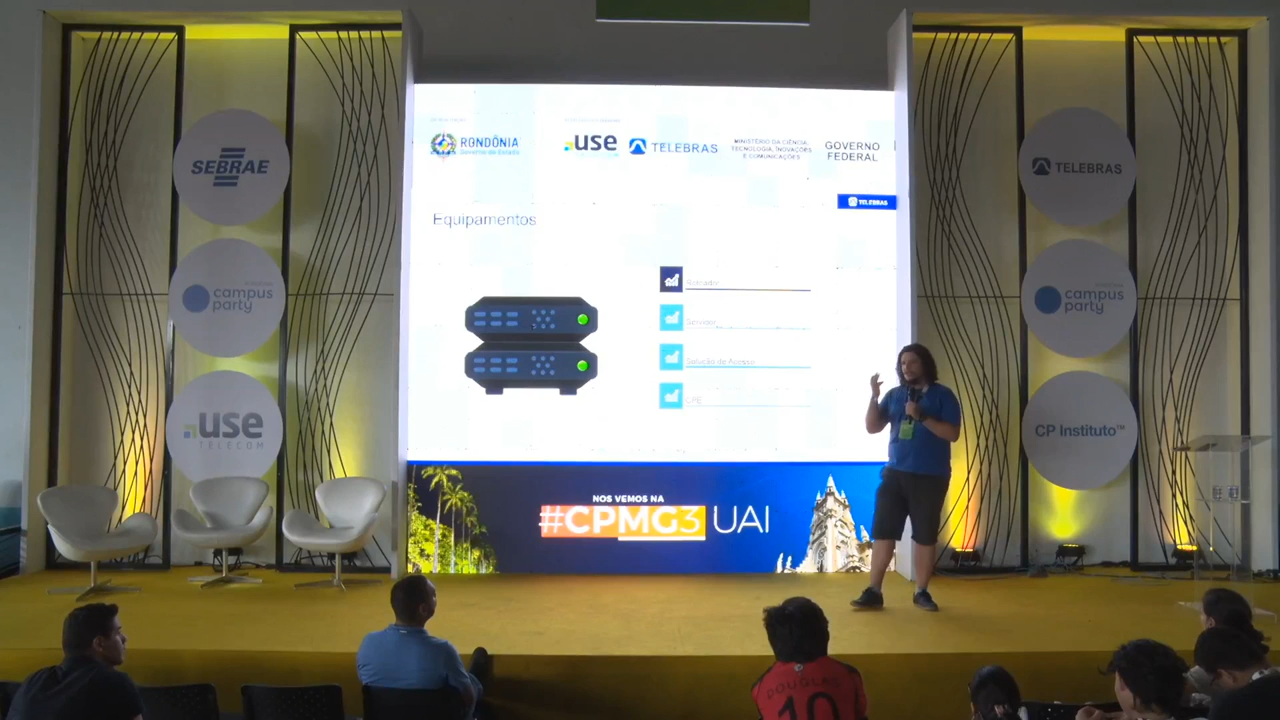 SEBRAE
campus
party
use
TELECOM
RONDÔNIA
Governo do Estado
use
TELEBRAS
MINISTÉRIO DA CIÊNCIA,
TECNOLOGIA, INOVAÇÕES
E COMUNICAÇÕES
GOVERNO
FEDERAL
TELEBRAS
Equipamentos
Roteador
Servidor
Solução de Acesso
CPE
NOS VEMOS NA
#CPMG3 UAI
TELEBRAS
campus
party
CP Instituto™
DOUGLAS
10